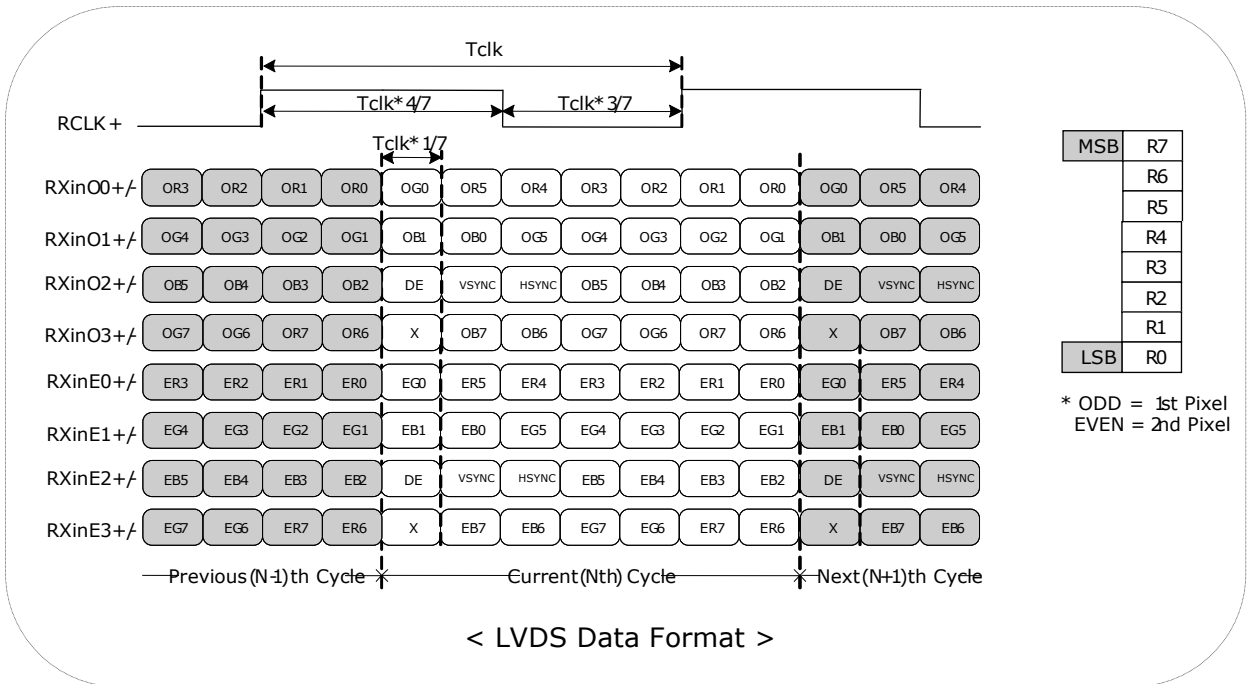 Tclk
Tclk*4/7 Tclk*3/7
RCLK+
Tclk*1/7
RXinO0+/- OR3 OR2 OR1 OR0 OG0 OR5 OR4 OR3 OR2 OR1 OR0 OG0 OR5 OR4
RXinO1+/- OG4 OG3 OG2 OG1 OB1 OB0 OG5 OG4 OG3 OG2 OG1 OB1 OB0 OG5
RXinO2+/- OB5 OB4 OB3 OB2 DE VSYNC HSYNC OB5 OB4 OB3 OB2 DE VSYNC HSYNC
RXinO3+/- OG7 OG6 OR7 OR6 X OB7 OB6 OG7 OG6 OR7 OR6 X OB7 OB6
RXinE0+/- ER3 ER2 ER1 ER0 EG0 ER5 ER4 ER3 ER2 ER1 ER0 EG0 ER5 ER4
RXinE1+/- EG4 EG3 EG2 EG1 EB1 EB0 EG5 EG4 EG3 EG2 EG1 EB1 EB0 EG5
RXinE2+/- EB5 EB4 EB3 EB2 DE VSYNC HSYNC EB5 EB4 EB3 EB2 DE VSYNC HSYNC
RXinE3+/- EG7 EG6 ER7 ER6 X EB7 EB6 EG7 EG6 ER7 ER6 X EB7 EB6
Previous(N-1)th Cycle Current(Nth) Cycle Next(N+1)th Cycle
MSB R7
R6
R5
R4
R3
R2
R1
LSB R0
* ODD = 1st Pixel
EVEN = 2nd Pixel
< LVDS Data Format >